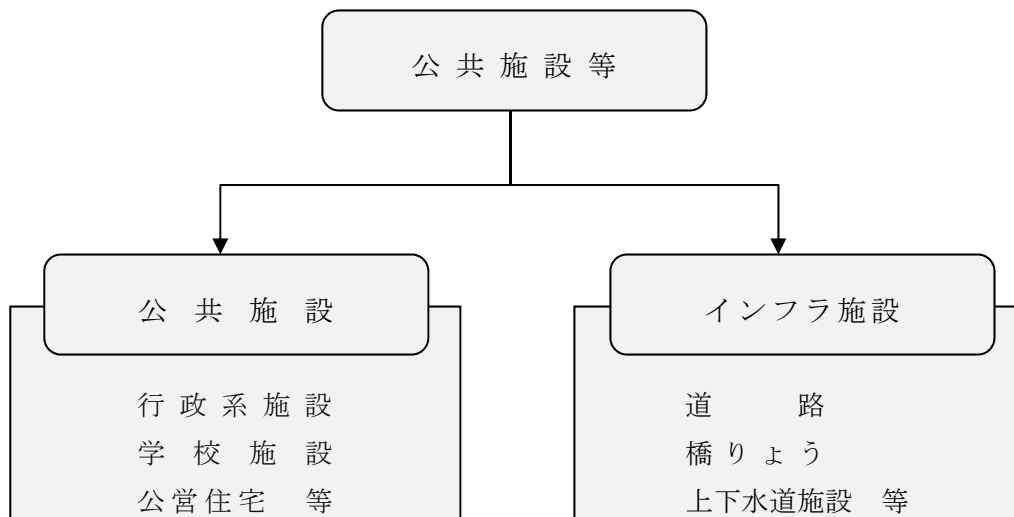 公共施設等
公共施設
行政系施設
学校施設
公営住宅　等
インフラ施設
道　　路
橋りょう
上下水道施設　等